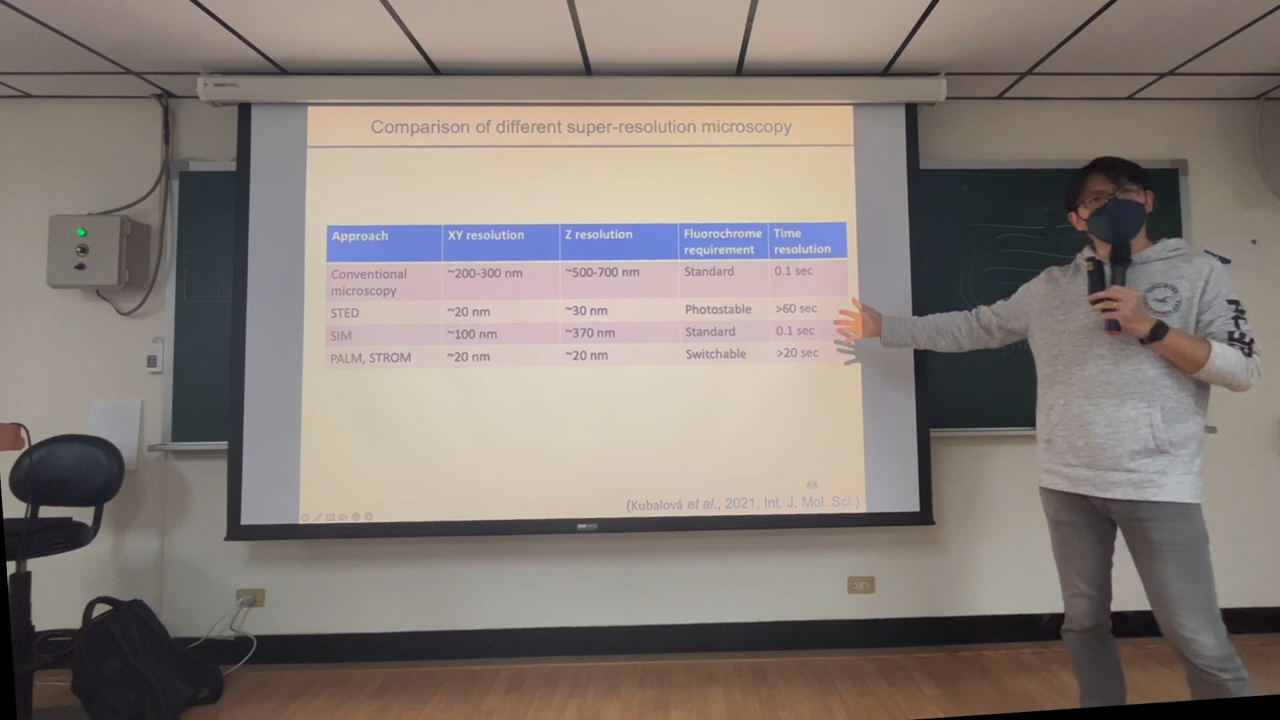 Comparison of different super-resolution microscopy
Approach XY resolution Z resolution Fluorochrome requirement Time resolution
Conventional microscopy ~200-300 nm ~500-700 nm Standard 0.1 sec
STED ~20 nm ~30 nm Photostable >60 sec
SIM ~100 nm ~370 nm Standard 0.1 sec
PALM, STROM ~20 nm ~20 nm Switchable >20 sec
68
(Kubalová et al., 2021, Int. J. Mol. Sci.)